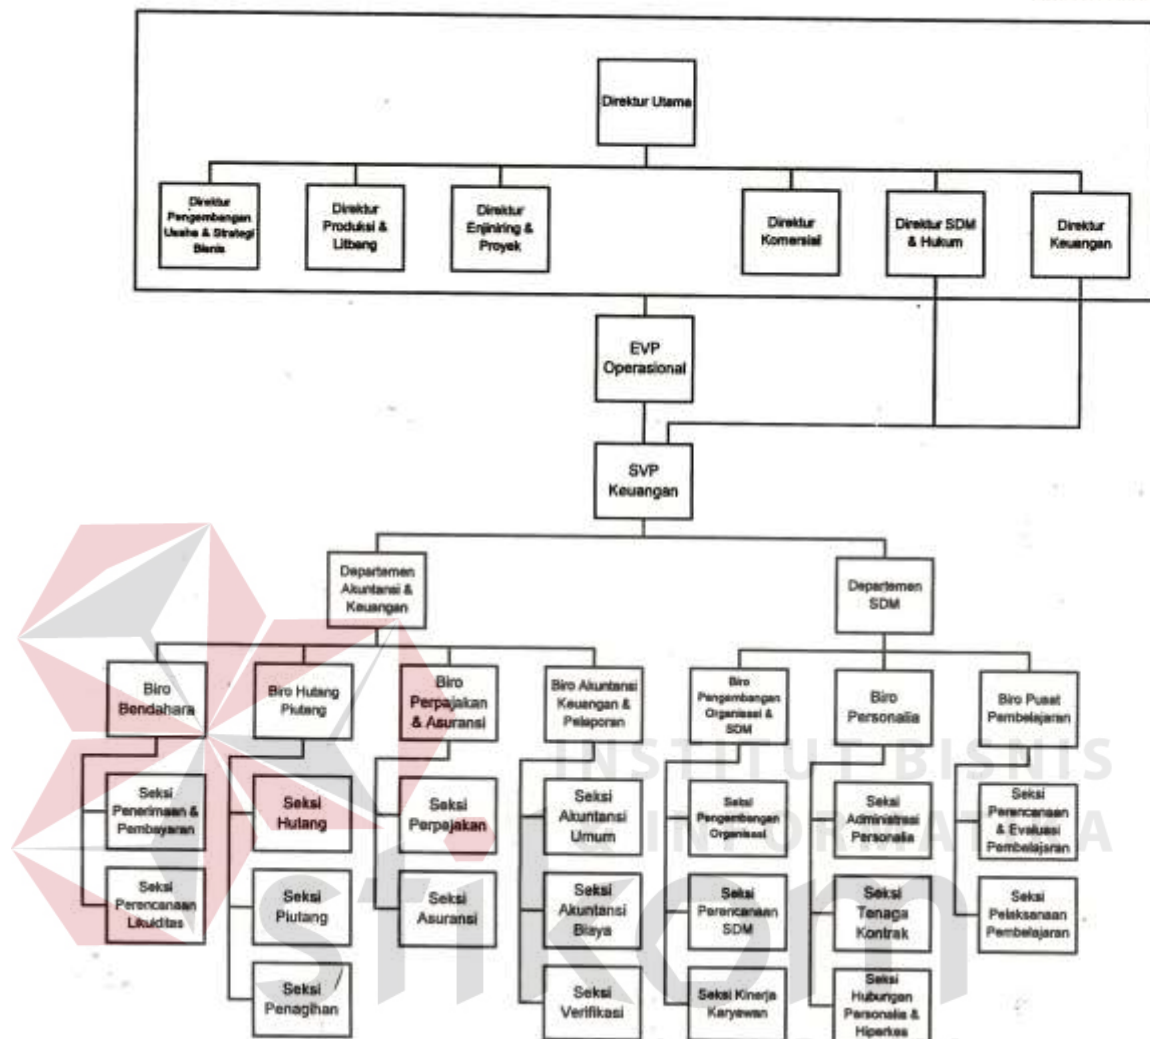 Direktur Utama
Direktur
Pengembangan
Usaha & Strategi
Bisnis
Direktur
Produksi &
Litbang
Direktur
Enjiniring &
Proyek
Direktur
Komersial
Direktur SDM
& Hukum
Direktur
Keuangan
EVP
Operasional
SVP
Keuangan
Departemen
Akuntansi &
Keuangan
Departemen
SDM
Biro
Bendahara
Biro Hutang
Piutang
Biro
Perpajakan
& Asuransi
Biro Akuntansi
Keuangan &
Pelaporan
Biro
Pengembangan
Organisasi &
SDM
Biro
Personalia
Biro Pusat
Pembelajaran
INSTITUT BISNIS
& INFORMATIKA
stikom
Seksi
Penerimaan &
Pembayaran
Seksi
Hutang
Seksi
Perpajakan
Seksi
Akuntansi
Umum
Seksi
Pengembangan
Organisasi
Seksi
Administrasi
Personalia
Seksi
Perencanaan
& Evaluasi
Pembelajaran
Seksi
Perencanaan
Likuiditas
Seksi
Piutang
Seksi
Asuransi
Seksi
Akuntansi
Biaya
Seksi
Perencanaan
SDM
Seksi
Tenaga
Kontrak
Seksi
Pelaksanaan
Pembelajaran
Seksi
Penagihan
Seksi
Verifikasi
Seksi Kinerja
Karyawan
Seksi
Hubungan
Personalia &
Hiperkes